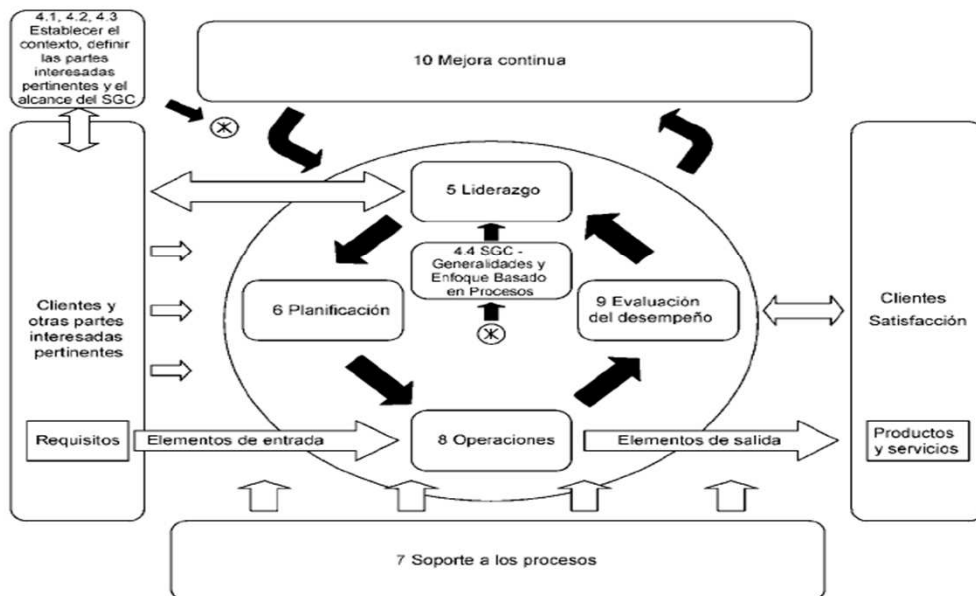 4.1, 4.2, 4.3
Establecer el
contexto, definir
las partes
interesadas
pertinentes y el
alcance del SGC
10 Mejora continua
5 Liderazgo
4.4 SGC -
Generalidades y
Enfoque Basado
en Procesos
6 Planificación
9 Evaluación
del desempeño
Clientes y
otras partes
interesadas
pertinentes
Clientes
Satisfacción
Requisitos
Elementos de entrada
8 Operaciones
Elementos de salida
Productos
y servicios
7 Soporte a los procesos